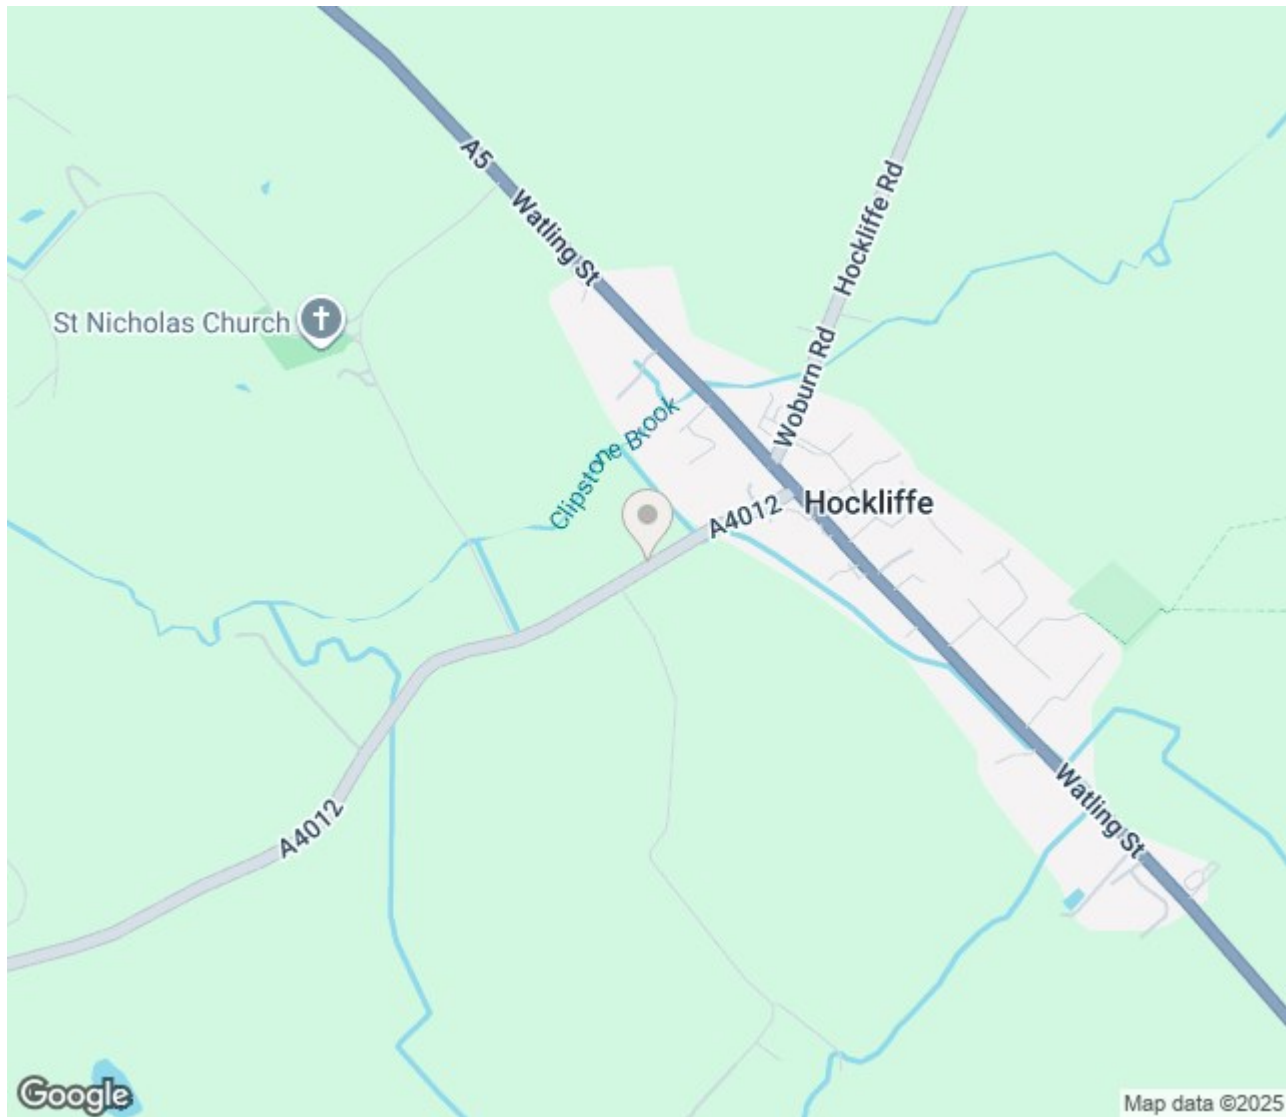 A5
Watling St
Hockliffe Rd
St Nicholas Church
Woburn Rd
Clipstone Brook
Hockliffe
A4012
Watling St
A4012
Google
Map data ©2025